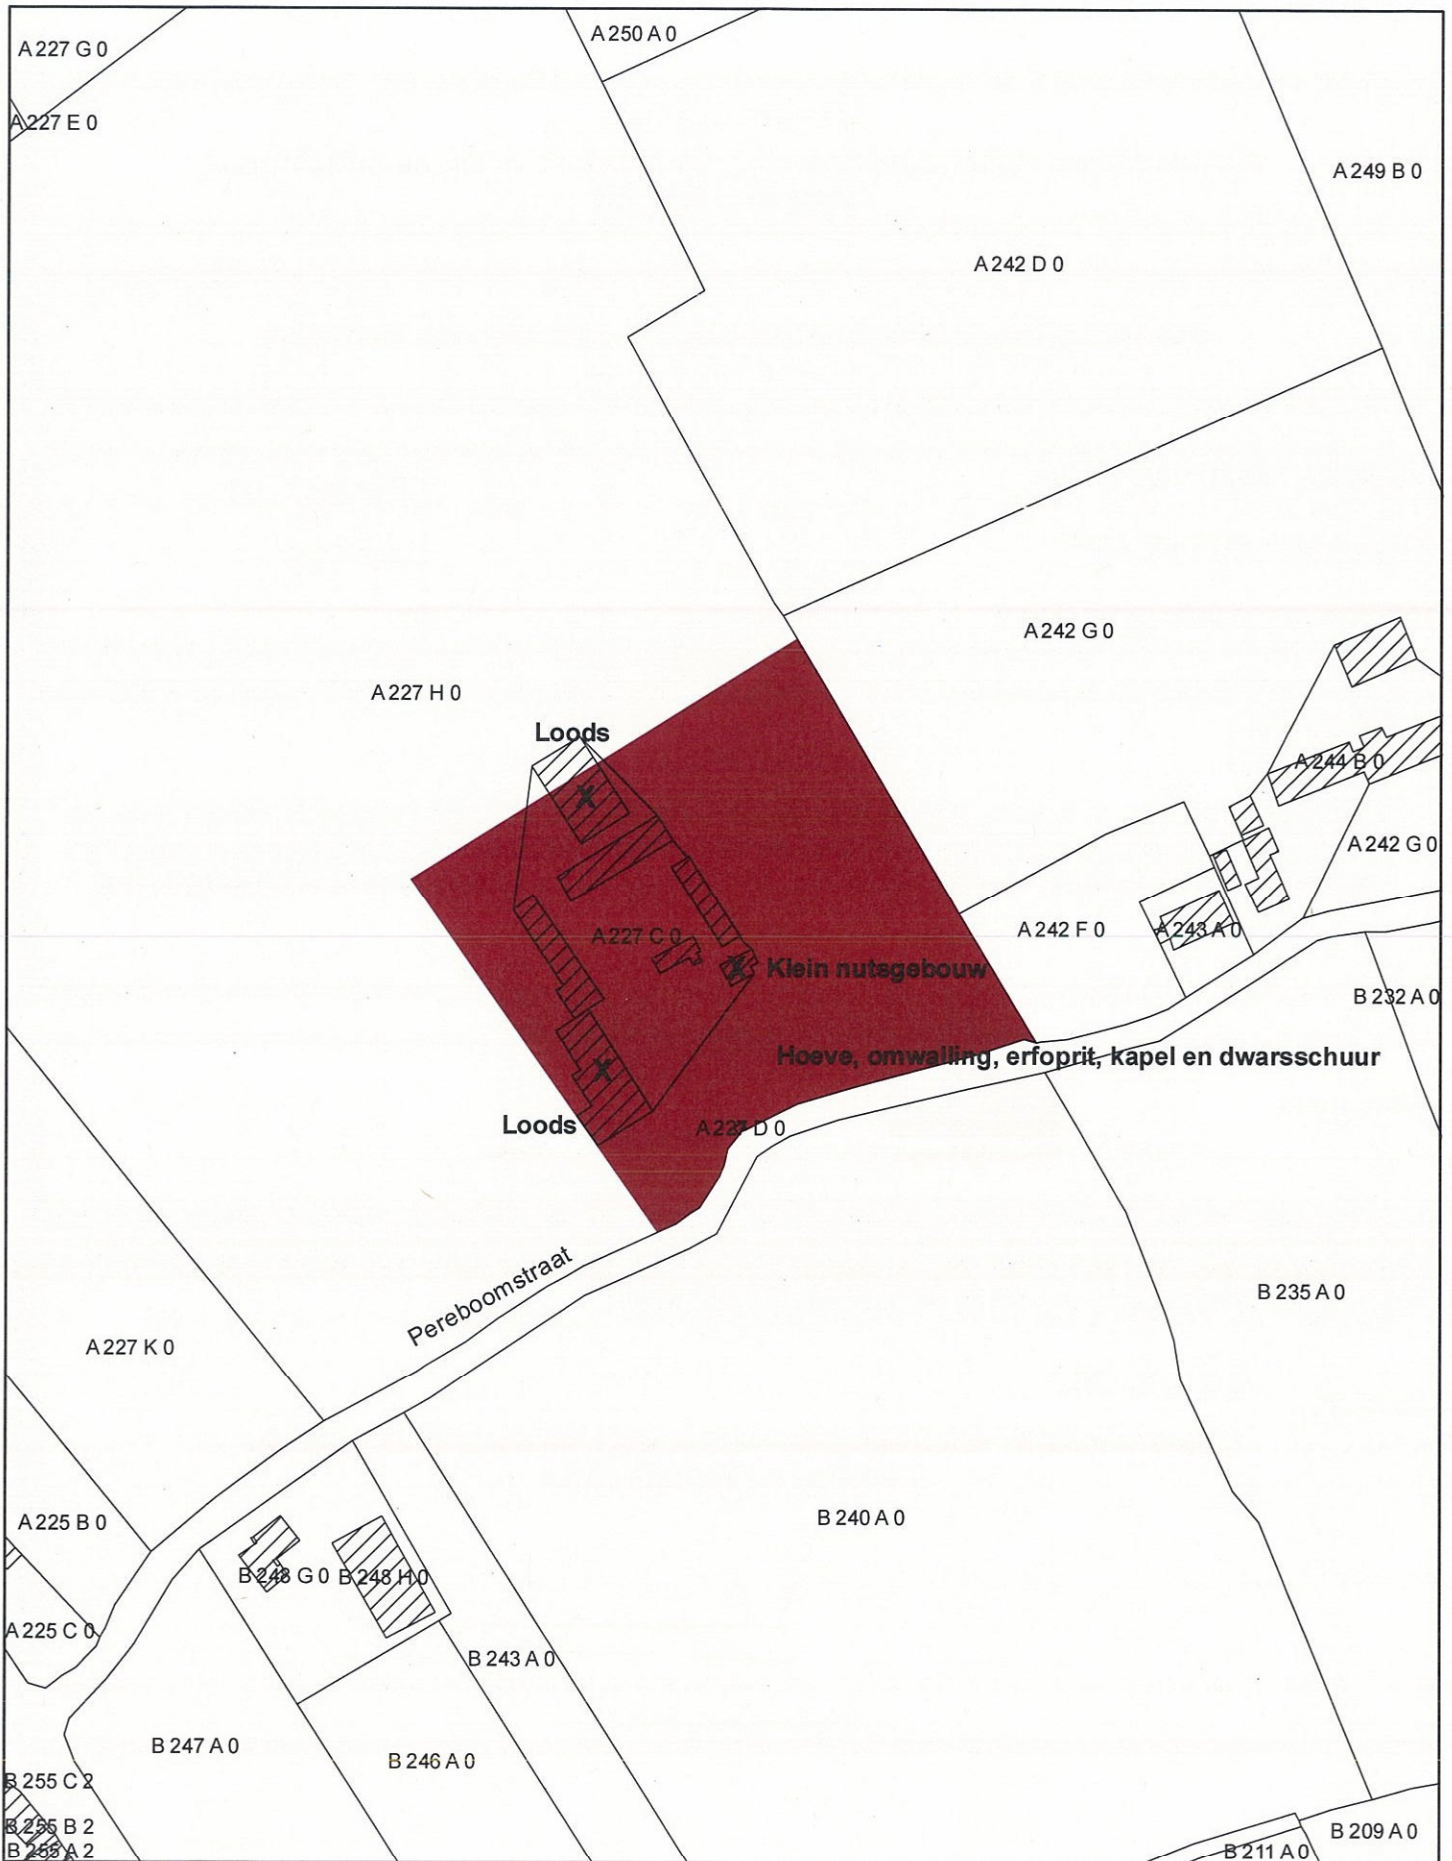 A 250 A 0
A 227 G 0
A 227 E 0
A 249 B 0
A 242 D 0
A 242 G 0
A 227 H 0
Loods
X
A 244 B 0
A 242 G 0
A 227 C 0
A 242 F 0
A 243 A 0
X
Klein nutsgebouw
B 232 A 0
Hoeve, omwalling, erfoprit, kapel en dwarsschuur
X
Loods
A 227 D 0
Pereboomstraat
B 235 A 0
A 227 K 0
B 240 A 0
A 225 B 0
B 248 G 0
B 248 H 0
A 225 C 0
B 243 A 0
B 247 A 0
B 246 A 0
B 255 C 2
B 255 B 2
B 209 A 0
B 255 A 2
B 211 A 0